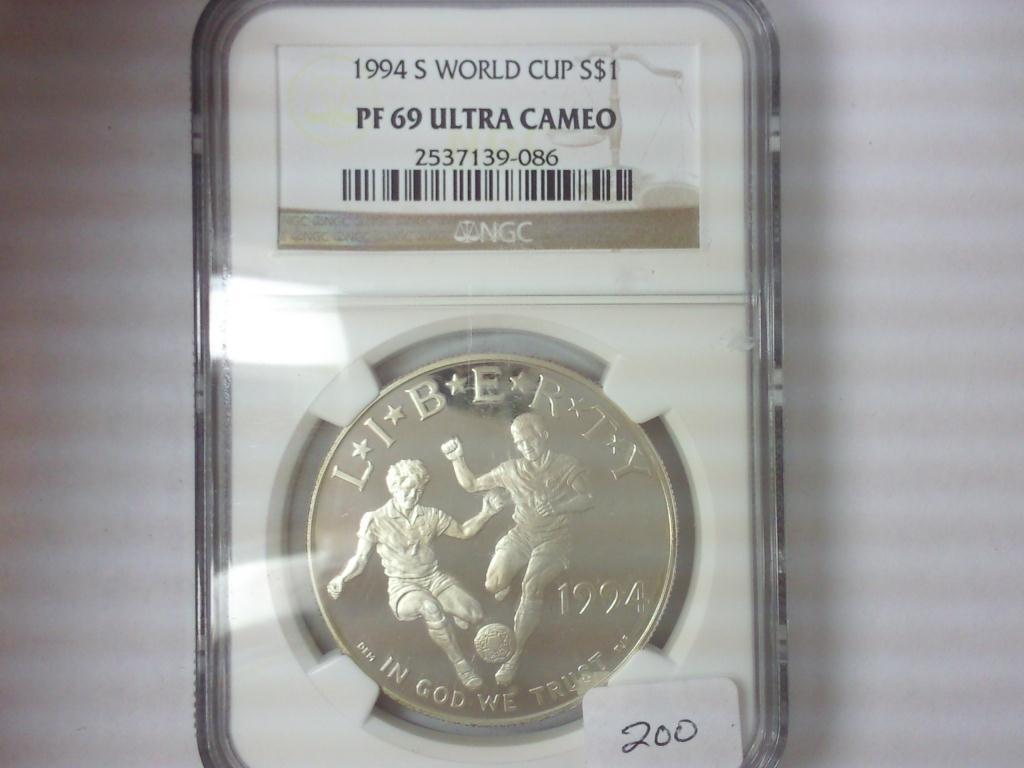 1994 S WORLD CUP S$1
PF 69 ULTRA CAMEO
2537139-086
NGC
L★I★B★E★R★T★Y
1994
IN GOD WE TRUST
200